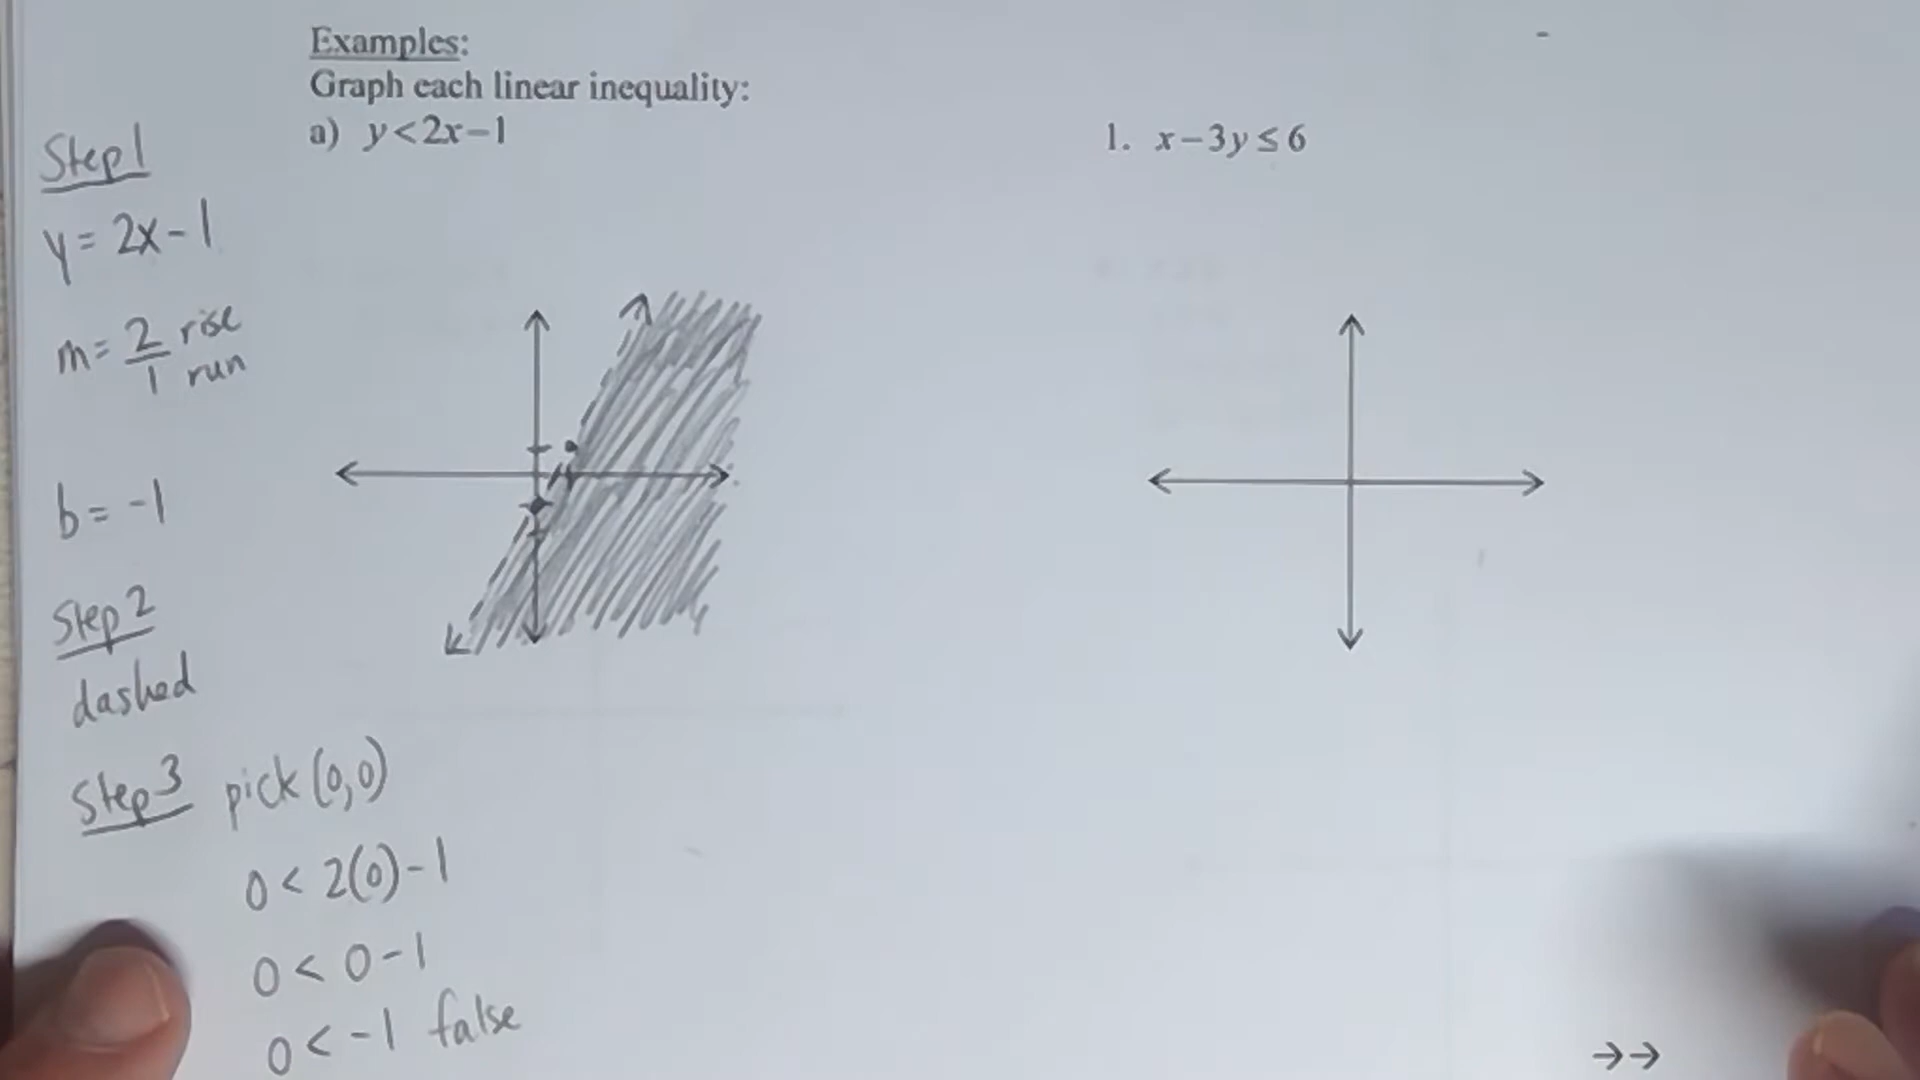 Examples:
Graph each linear inequality:
a) y<2x-1
Step 1
y = 2x - 1
m = 2/1 rise run
b = -1
Step 2
dashed
Step 3 pick (0,0)
0 < 2(0) - 1
0 < 0 - 1
0 < -1 false
1. x-3y≤6
→→